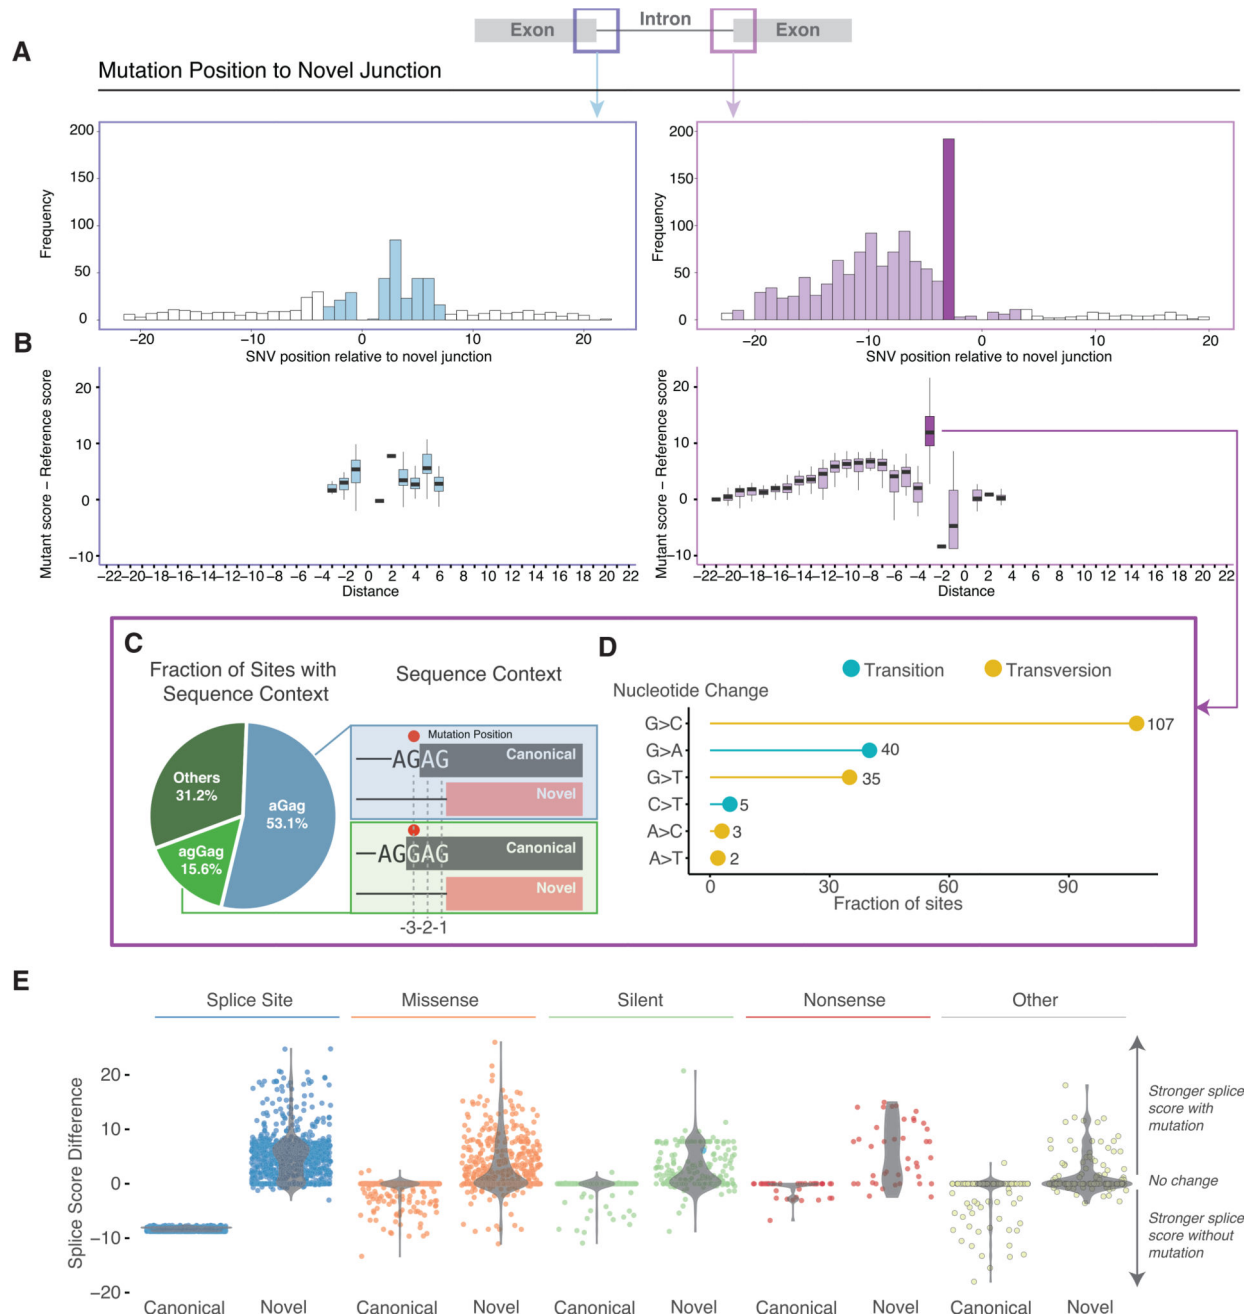 Exon
Intron
Exon
A
Mutation Position to Novel Junction
200
150
100
50
0
Frequency
−20
−10
0
10
20
SNV position relative to novel junction
200
150
100
50
0
Frequency
−20
−10
0
10
20
SNV position relative to novel junction
B
20
10
0
−10
Mutant score − Reference score
−22−20−18−16−14−12−10 −8 −6 −4 −2 0 2 4 6 8 10 12 14 16 18 20 22
Distance
20
10
0
−10
Mutant score − Reference score
−22−20−18−16−14−12−10 −8 −6 −4 −2 0 2 4 6 8 10 12 14 16 18 20 22
Distance
C
Fraction of Sites with
Sequence Context
Others
31.2%
aGag
53.1%
agGag
15.6%
Sequence Context
Mutation Position
AGAG
Canonical
Novel
AGGAG
Canonical
Novel
-3-2-1
D
Transition
Transversion
Nucleotide Change
G>C
107
G>A
40
G>T
35
C>T
5
A>C
3
A>T
2
0
30
60
90
Fraction of sites
E
Splice Site
Missense
Silent
Nonsense
Other
Splice Score Difference
20
10
0
−10
−20
Stronger splice
score with
mutation
No change
Stronger splice
score without
mutation
Canonical
Novel
Canonical
Novel
Canonical
Novel
Canonical
Novel
Canonical
Novel